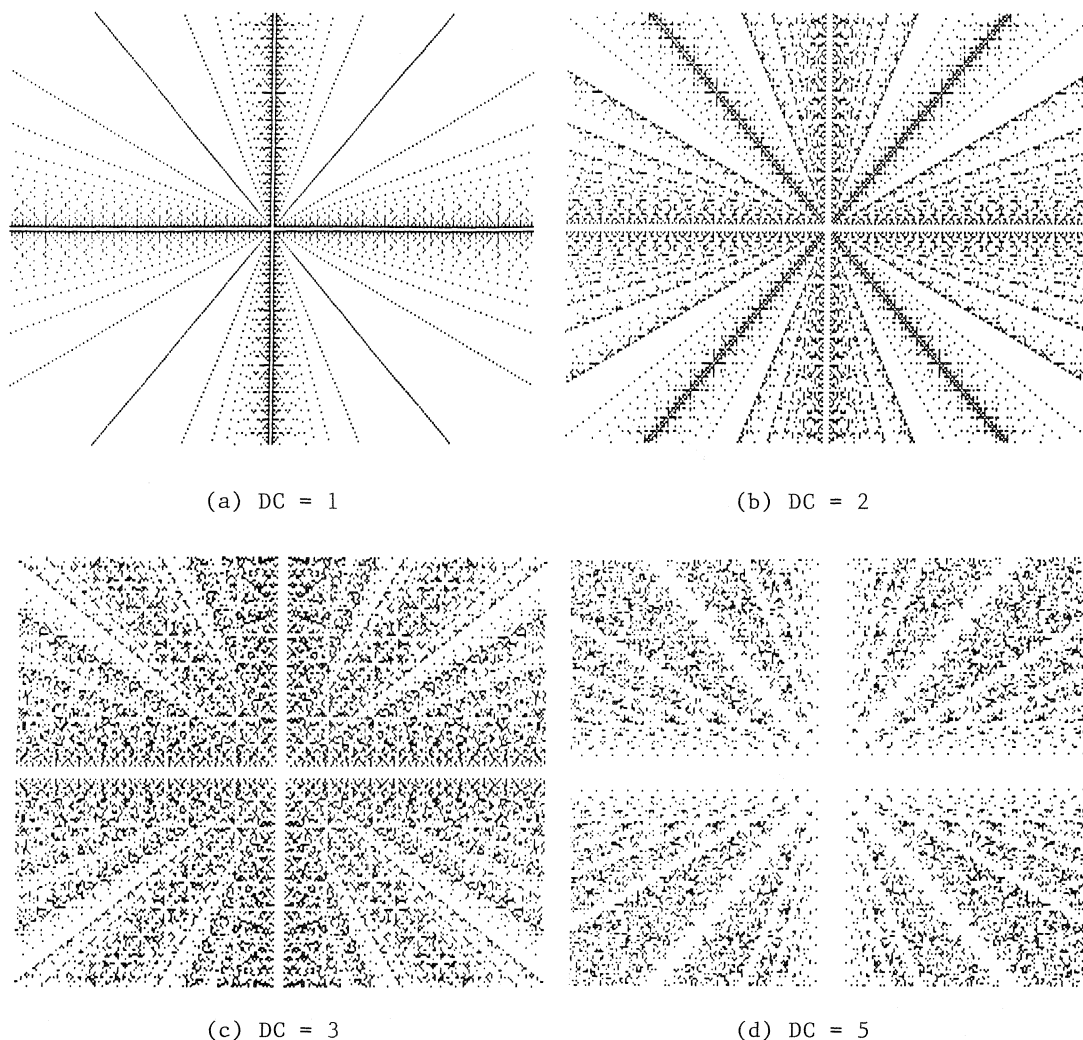 (a) DC = 1
(b) DC = 2
(c) DC = 3
(d) DC = 5